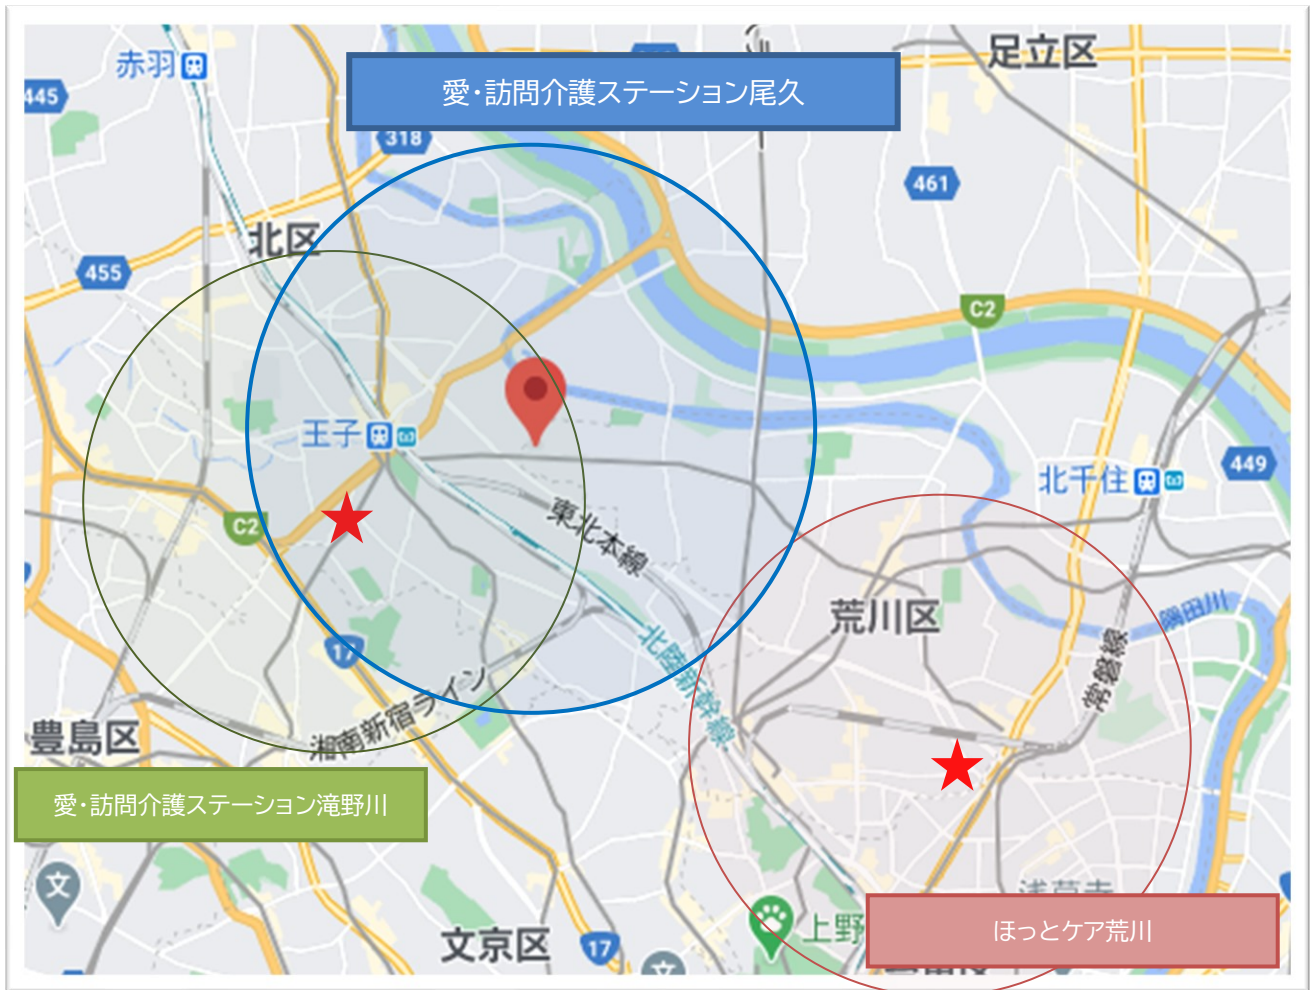 赤羽
足立区
445
愛・訪問介護ステーション尾久
318
461
北区
455
C2
王子
北千住
449
C2
東北本線
荒川区
隅田川
17
北陸新幹線
常磐線
湘南新宿ライン
豊島区
愛・訪問介護ステーション滝野川
文
上野
ほっとケア荒川
文京区
17
文